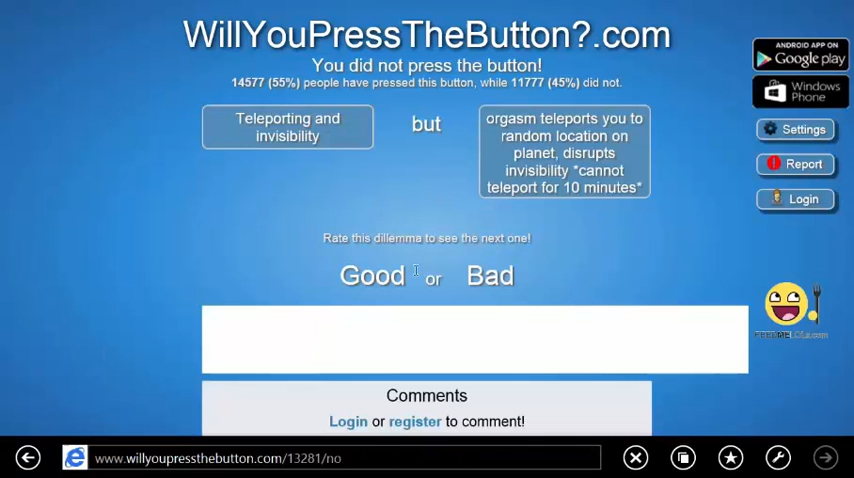 WillYouPressTheButton?.com
You did not press the button!
14577 (55%) people have pressed this button, while 11777 (45%) did not.
Teleporting and
invisibility
but
orgasm teleports you to
random location on
planet, disrupts
invisibility *cannot
teleport for 10 minutes*
ANDROID APP ON
Google play
Windows
Phone
Settings
Report
Login
Rate this dillemma to see the next one!
Good or Bad
FEEDMELOLs.com
Comments
Login or register to comment!
www.willyoupressthebutton.com/13281/no